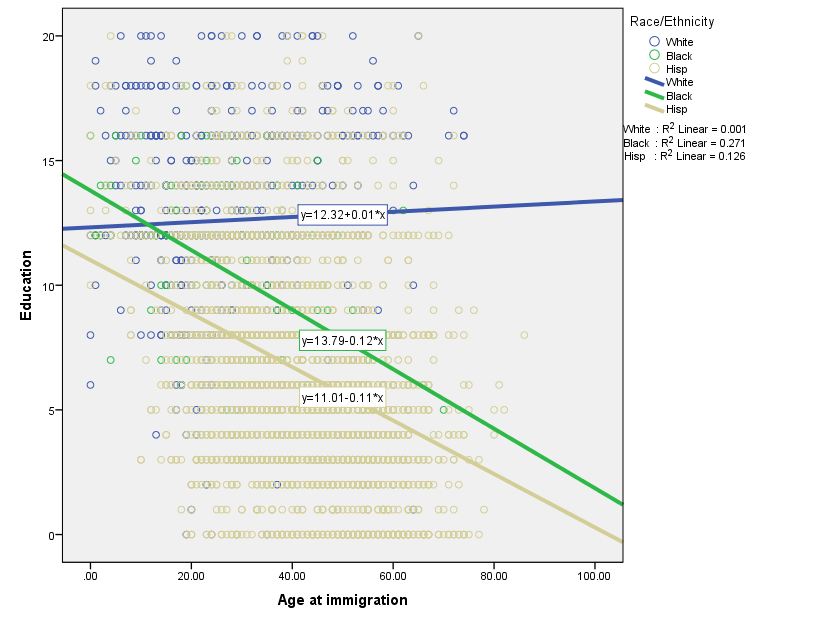 Race/Ethnicity
White
Black
Hisp
White
Black
Hisp
White : R2 Linear = 0.001
Black : R2 Linear = 0.271
Hisp : R2 Linear = 0.126
20
15
10
5
0
Education
y=12.32+0.01*x
y=13.79-0.12*x
y=11.01-0.11*x
.00 20.00 40.00 60.00 80.00 100.00
Age at immigration